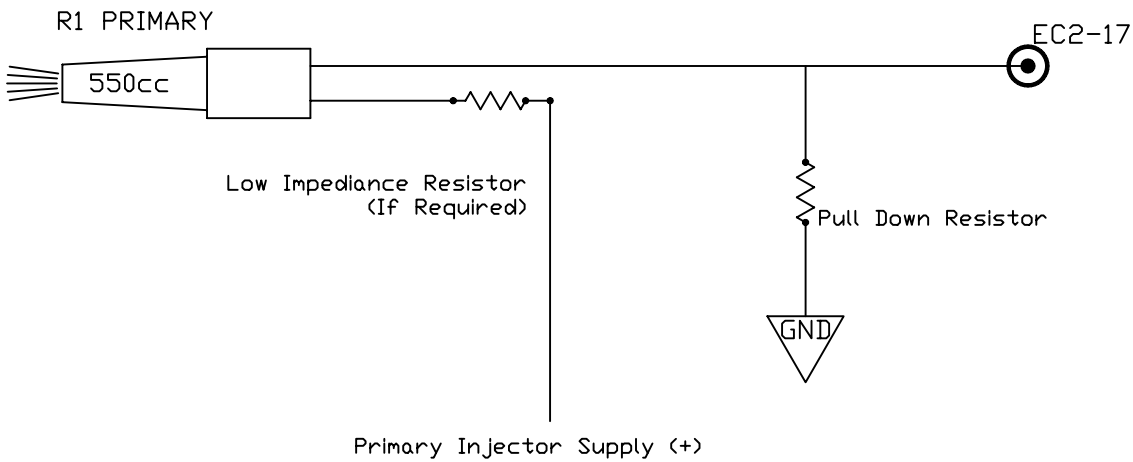 R1 PRIMARY
EC2-17
550cc
Low Impediance Resistor
(If Required)
Pull Down Resistor
GND
Primary Injector Supply (+)